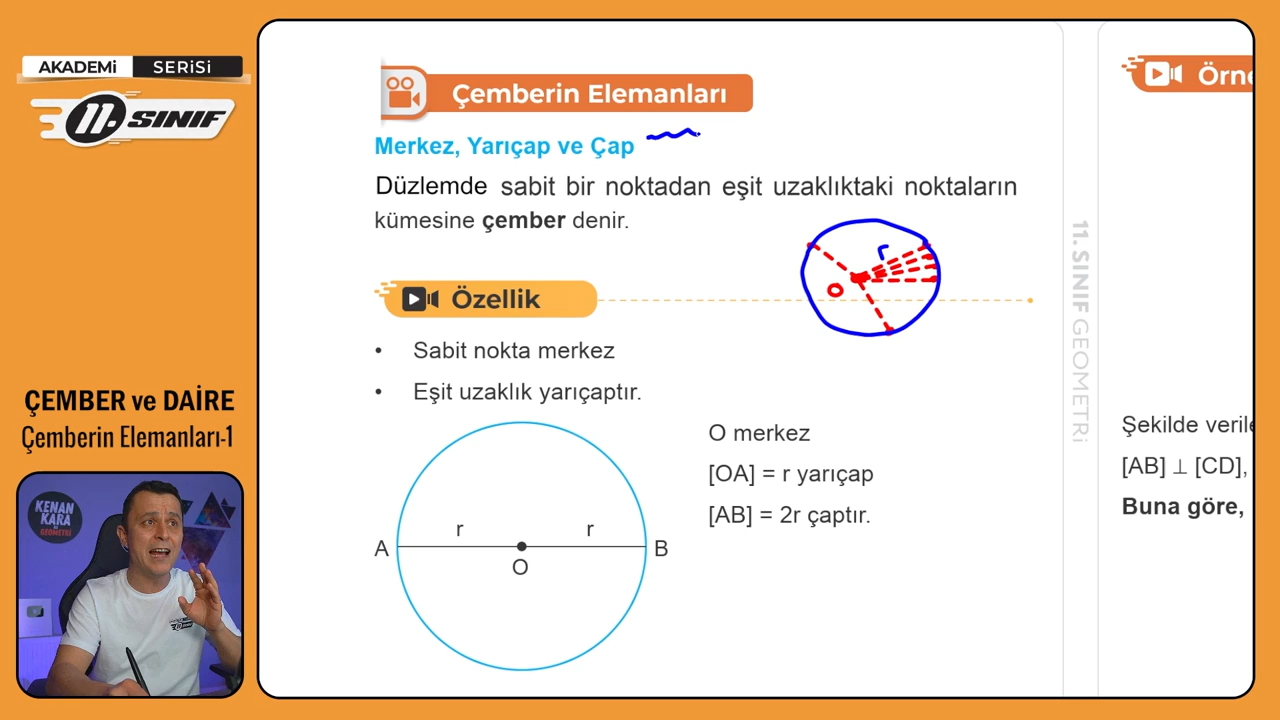 AKADEMi SERiSi
11. SINIF
ÇEMBER ve DAİRE
Çemberin Elemanları-1
KENAN
KARA
GEOMETRİ
Çemberin Elemanları
Merkez, Yarıçap ve Çap
Düzlemde sabit bir noktadan eşit uzaklıktaki noktaların
kümesine çember denir.
r
O
Özellik
• Sabit nokta merkez
• Eşit uzaklık yarıçaptır.
O merkez
[OA] = r yarıçap
[AB] = 2r çaptır.
r r
A B
O
11. SINIF GEOMETRi
Örne
Şekilde verile
[AB] ⊥ [CD],
Buna göre,